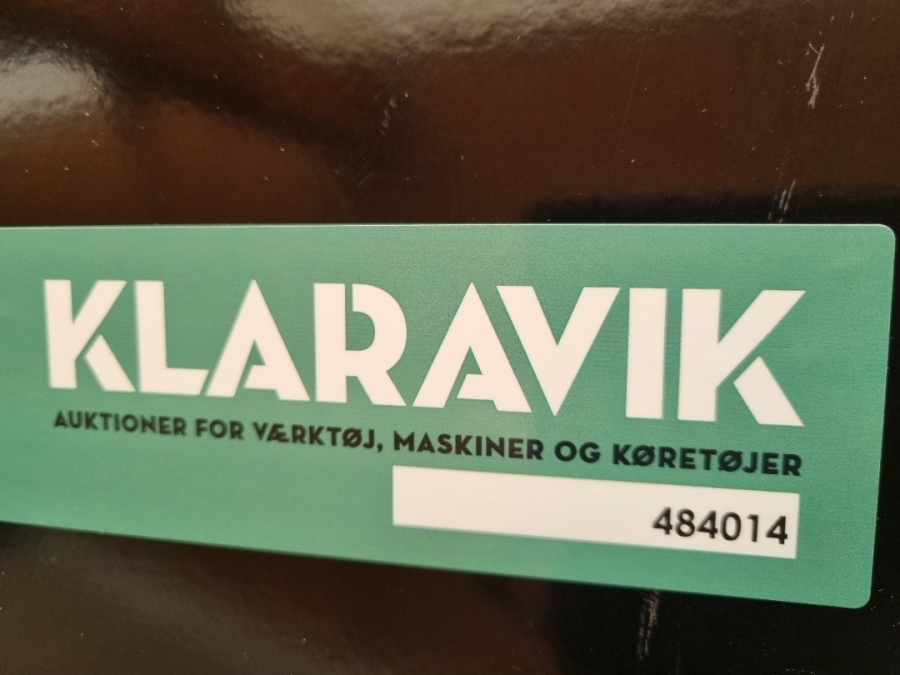 KLARAVIK
AUKTIONER FOR VÆRKTØJ, MASKINER OG KØRETØJER
484014